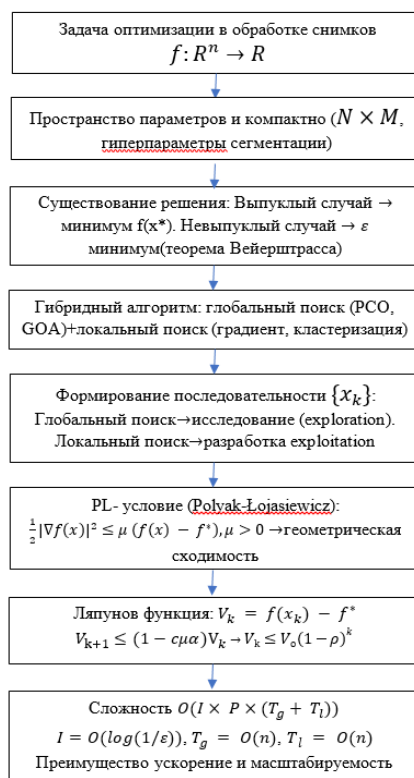 Задача оптимизации в обработке снимков
f: Rⁿ → R
Пространство параметров и компактно (N × M,
гиперпараметры сегментации)
Существование решения: Выпуклый случай →
минимум f(x*). Невыпуклый случай → ε
минимум(теорема Вейерштрасса)
Гибридный алгоритм: глобальный поиск (PCO,
GOA)+локальный поиск (градиент, кластеризация)
Формирование последовательности {xₖ}:
Глобальный поиск→исследование (exploration).
Локальный поиск→разработка exploitation
PL- условие (Polyak-Łojasiewicz):
½|∇f(x)|² ≤ μ (f(x) − f*), μ > 0 →геометрическая
сходимость
Ляпунов функция: Vₖ = f(xₖ) − f*
Vₖ₊₁ ≤ (1 − cμα)Vₖ → Vₖ ≤ V₀(1 − ρ)ᵏ
Сложность O(I × P × (T_g + T_l))
I = O(log(1/ε)), T_g = O(n), T_l = O(n)
Преимущество ускорение и масштабируемость